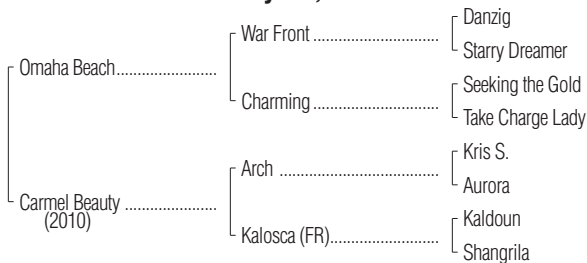 Danzig
War Front
Starry Dreamer
Omaha Beach
Seeking the Gold
Charming
Take Charge Lady
Kris S.
Arch
Aurora
Carmel Beauty
(2010)
Kaldoun
Kalosca (FR)
Shangrila